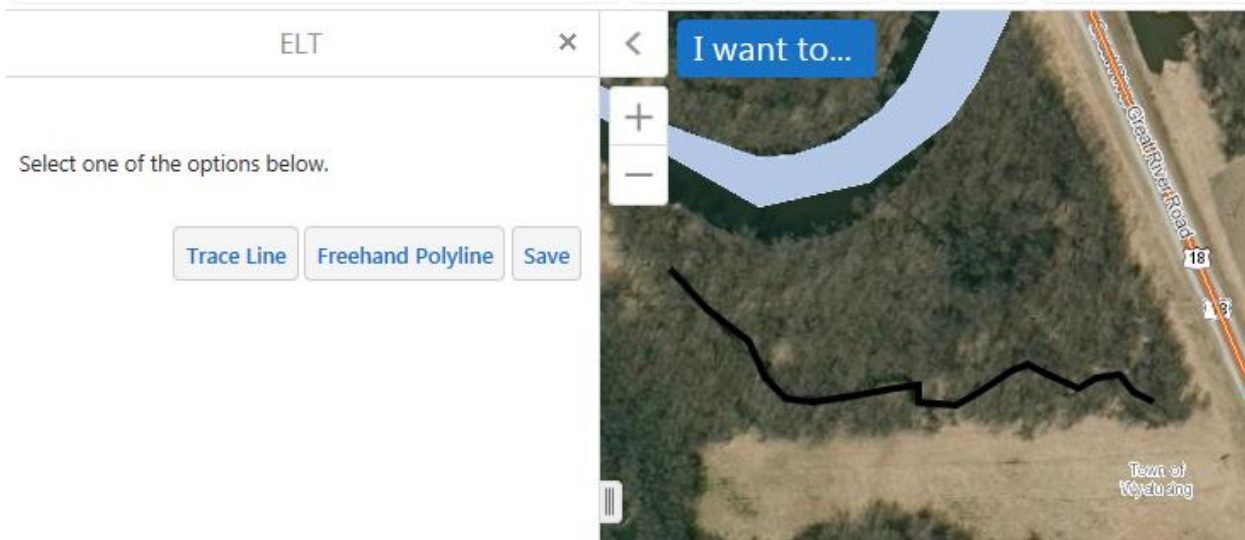 ELT
×
I want to...
Select one of the options below.
Trace Line
Freehand Polyline
Save
Great River Road
18
Town of
Wyalusing